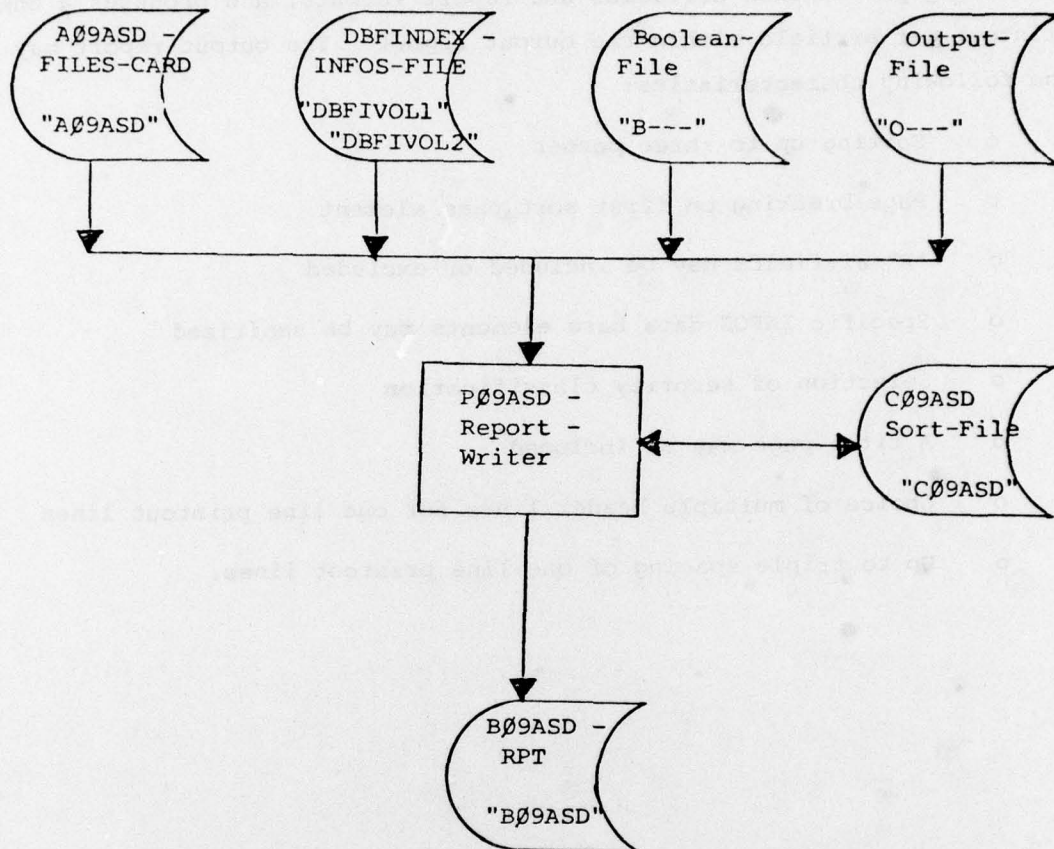 AØ9ASD -
FILES-CARD
"AØ9ASD"
DBFINDEX -
INFOS-FILE
"DBFIVOL1"
"DBFIVOL2"
Boolean-
File
"B---"
Output-
File
"O---"
PØ9ASD -
Report -
Writer
CØ9ASD
Sort-File
"CØ9ASD"
BØ9ASD -
RPT
"BØ9ASD"